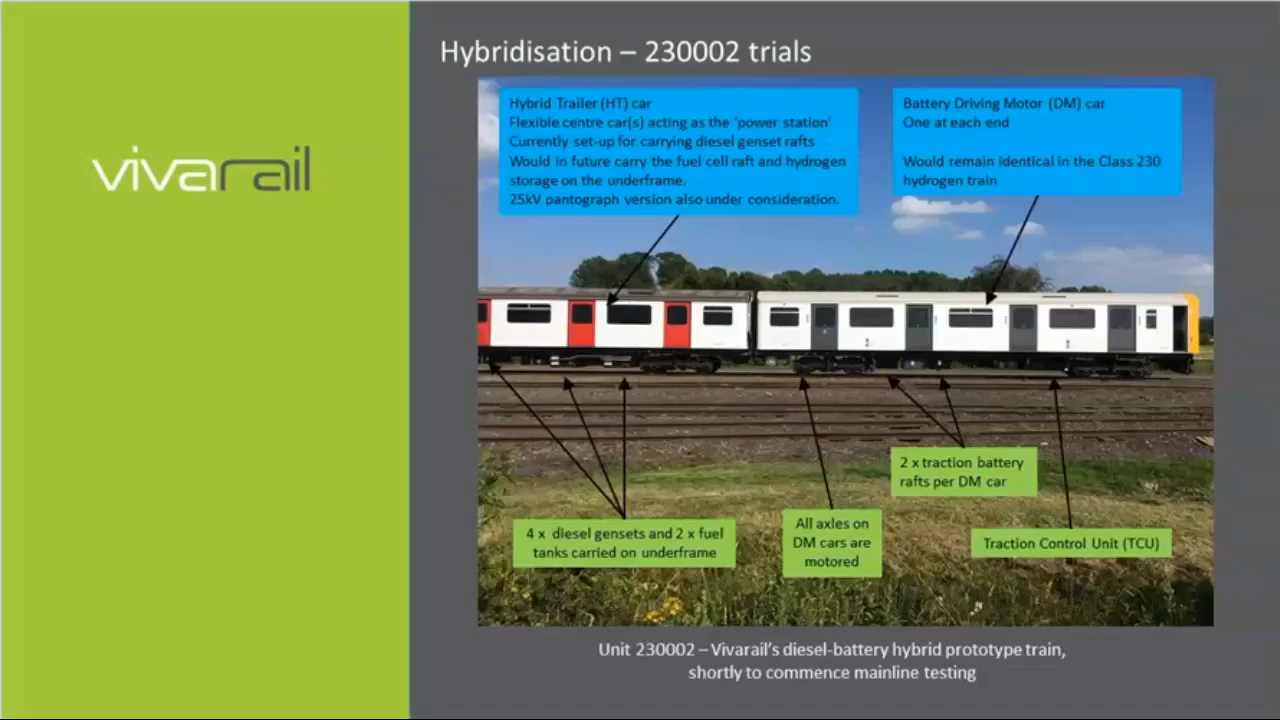 Hybridisation – 230002 trials
vivarail
Hybrid Trailer (HT) car
Flexible centre car(s) acting as the ‘power station’
Currently set-up for carrying diesel genset rafts
Would in future carry the fuel cell raft and hydrogen
storage on the underframe.
25kV pantograph version also under consideration.
Battery Driving Motor (DM) car
One at each end
Would remain identical in the Class 230
hydrogen train
2 x traction battery
rafts per DM car
4 x diesel gensets and 2 x fuel
tanks carried on underframe
All axles on
DM cars are
motored
Traction Control Unit (TCU)
Unit 230002 – Vivarail’s diesel-battery hybrid prototype train,
shortly to commence mainline testing